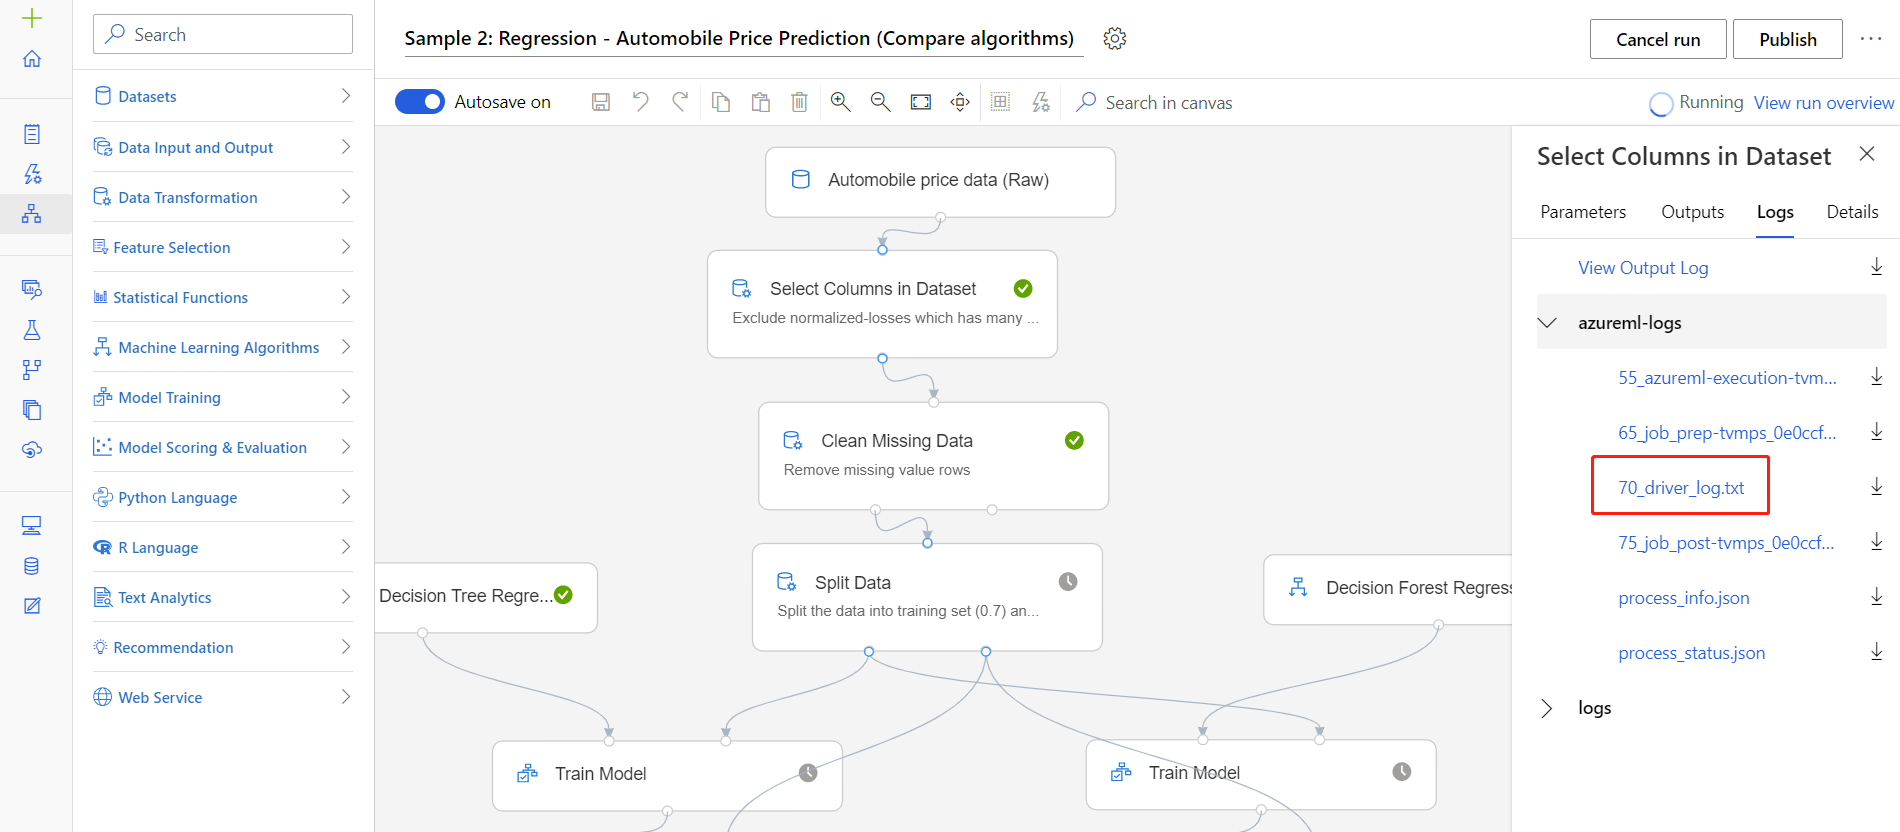 Search
Datasets
Data Input and Output
Data Transformation
Feature Selection
Statistical Functions
Machine Learning Algorithms
Model Training
Model Scoring & Evaluation
Python Language
R Language
Text Analytics
Recommendation
Web Service
Sample 2: Regression - Automobile Price Prediction (Compare algorithms)
Cancel run
Publish
Autosave on
Search in canvas
Running View run overview
Automobile price data (Raw)
Select Columns in Dataset
Exclude normalized-losses which has many ...
Clean Missing Data
Remove missing value rows
Split Data
Split the data into training set (0.7) an...
Decision Tree Regre...
Decision Forest Regress
Train Model
Train Model
Select Columns in Dataset
Parameters Outputs Logs Details
View Output Log
azureml-logs
55_azureml-execution-tvm...
65_job_prep-tvmps_0e0ccf...
70_driver_log.txt
75_job_post-tvmps_0e0ccf...
process_info.json
process_status.json
logs